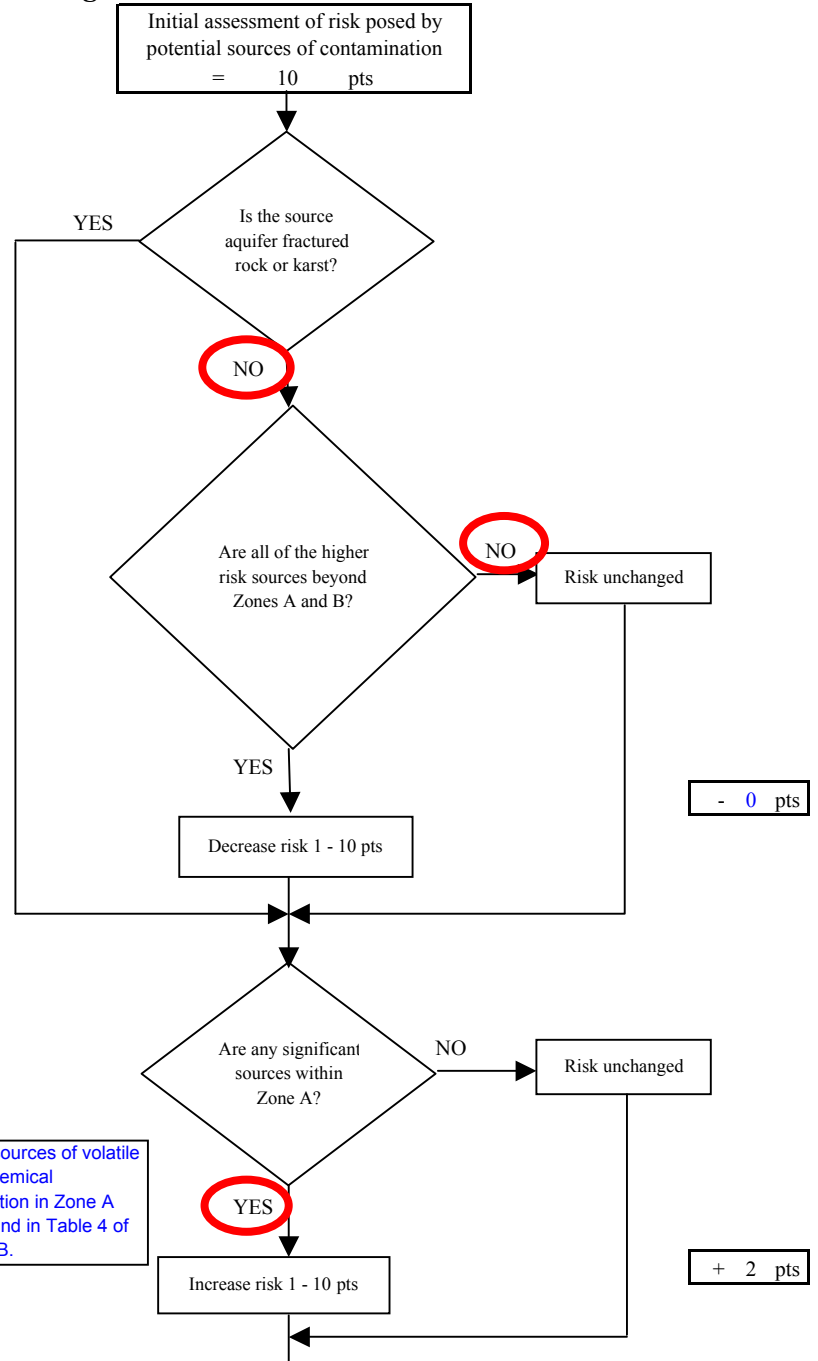 Initial assessment of risk posed by
potential sources of contamination
= 10 pts
YES
Is the source
aquifer fractured
rock or karst?
NO
Are all of the higher
risk sources beyond
Zones A and B?
NO
Risk unchanged
YES
- 0 pts
Decrease risk 1 - 10 pts
Are any significant
sources within
Zone A?
NO
Risk unchanged
ources of volatile
emical
tion in Zone A
nd in Table 4 of
B.
YES
Increase risk 1 - 10 pts
+ 2 pts